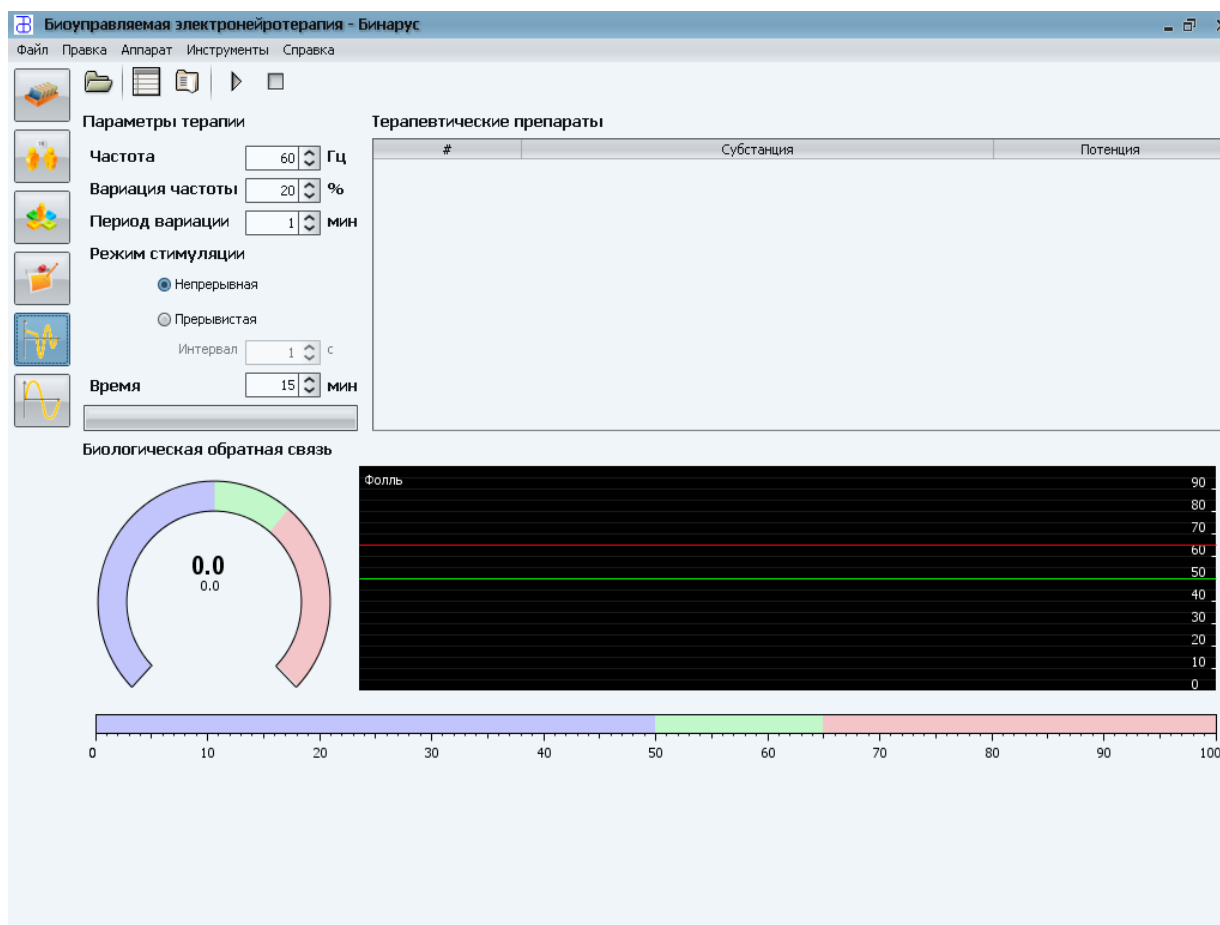 Биоуправляемая электронейротерапия - Бинарус
Файл Правка Аппарат Инструменты Справка
Параметры терапии
Терапевтические препараты
Частота 60 Гц
# Субстанция Потенция
Вариация частоты 20 %
Период вариации 1 мин
Режим стимуляции
Непрерывная
Прерывистая
Интервал 1 с
Время 15 мин
Биологическая обратная связь
0.0
0.0
Фолль
90
80
70
60
50
40
30
20
10
0
0 10 20 30 40 50 60 70 80 90 100